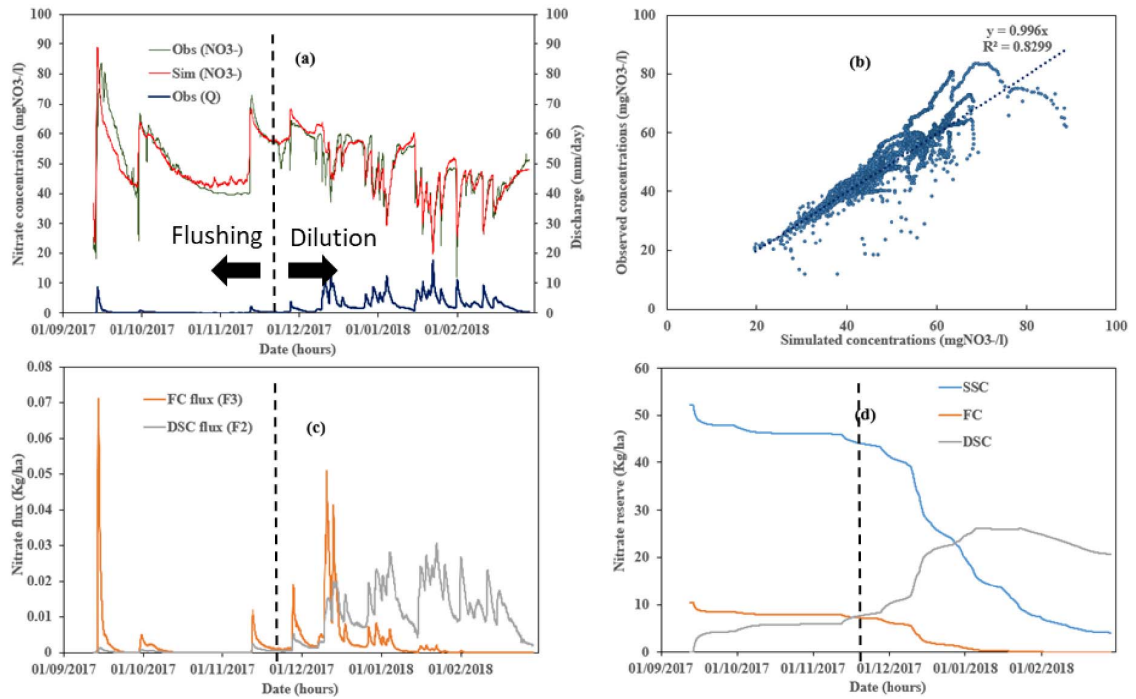 100
90
80
70
60
50
40
30
20
10
0
Nitrate concentration (mgNO3-/l)
Obs (NO3-)
Sim (NO3-)
Obs (Q)
(a)
Flushing
Dilution
100
90
80
70
60
50
40
30
20
10
0
Discharge (mm/day)
01/09/2017 01/10/2017 01/11/2017 01/12/2017 01/01/2018 01/02/2018
Date (hours)
100
80
60
40
20
0
Observed concentrations (mgNO3-/l)
(b)
y = 0.996x
R² = 0.8299
0 20 40 60 80 100
Simulated concentrations (mgNO3-/l)
0.08
0.07
0.06
0.05
0.04
0.03
0.02
0.01
0
Nitrate flux (Kg/ha)
FC flux (F3)
DSC flux (F2)
(c)
01/09/2017 01/10/2017 01/11/2017 01/12/2017 01/01/2018 01/02/2018
Date (hours)
60
50
40
30
20
10
0
Nitrate reserve (Kg/ha)
SSC
FC
DSC
(d)
01/09/2017 01/10/2017 01/11/2017 01/12/2017 01/01/2018 01/02/2018
Date (hours)